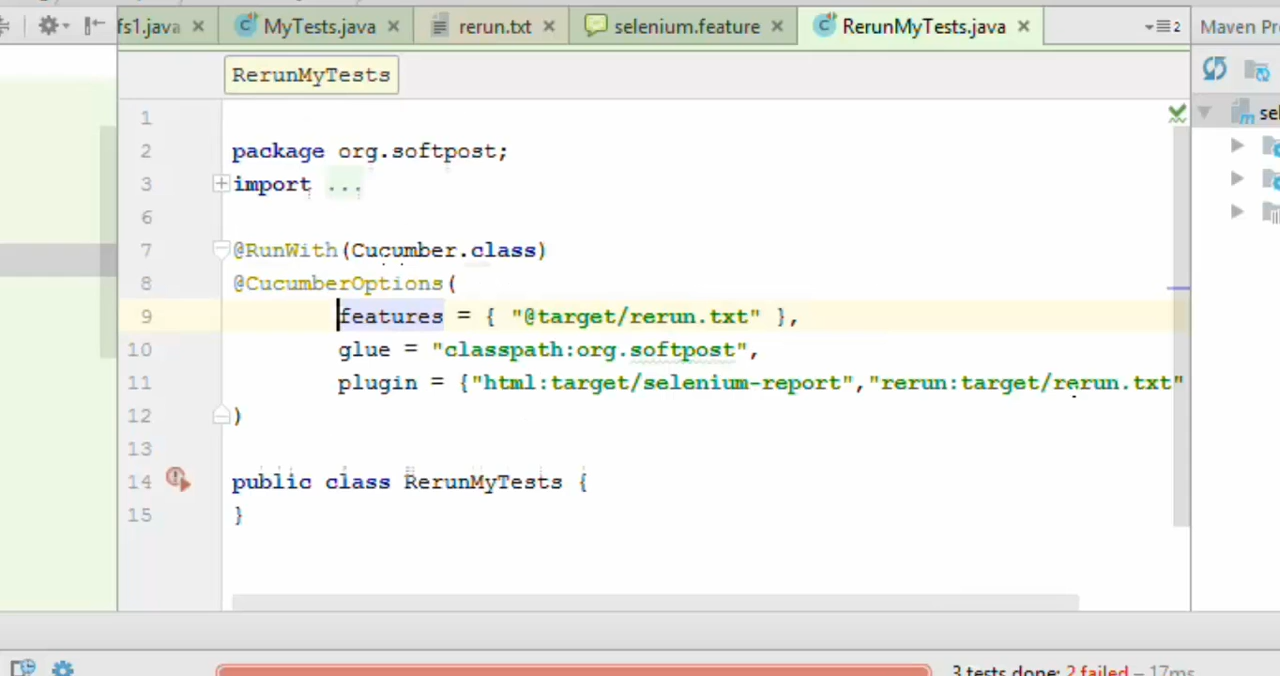 fs1.java MyTests.java rerun.txt selenium.feature RerunMyTests.java 2 Maven Pr
RerunMyTests
1
2 package org.softpost;
3 import ...
6
7 @RunWith(Cucumber.class)
8 @CucumberOptions(
9 features = { "@target/rerun.txt" },
10 glue = "classpath:org.softpost",
11 plugin = {"html:target/selenium-report","rerun:target/rerun.txt"
12 )
13
14 public class RerunMyTests {
15 }
sel
3 tests done: 2 failed – 17ms